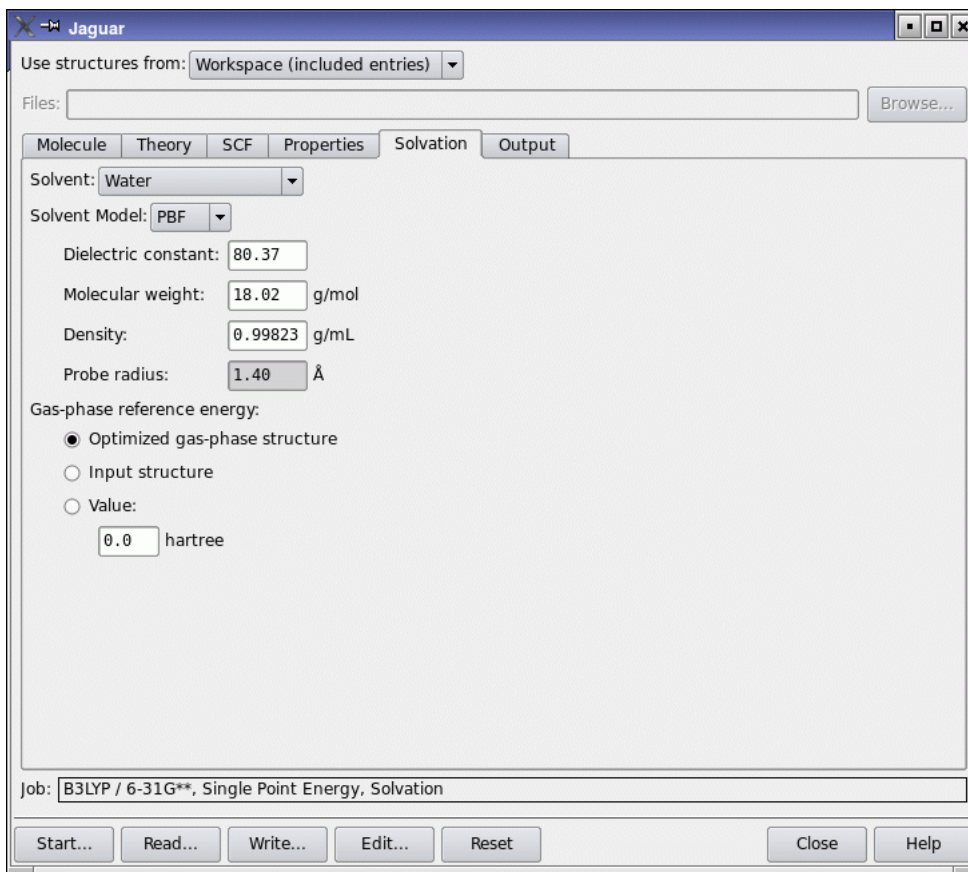 Jaguar
Use structures from: Workspace (included entries)
Files: Browse...
Molecule Theory SCF Properties Solvation Output
Solvent: Water
Solvent Model: PBF
Dielectric constant: 80.37
Molecular weight: 18.02 g/mol
Density: 0.99823 g/mL
Probe radius: 1.40 Å
Gas-phase reference energy:
Optimized gas-phase structure
Input structure
Value:
0.0 hartree
Job: B3LYP / 6-31G**, Single Point Energy, Solvation
Start... Read... Write... Edit... Reset Close Help